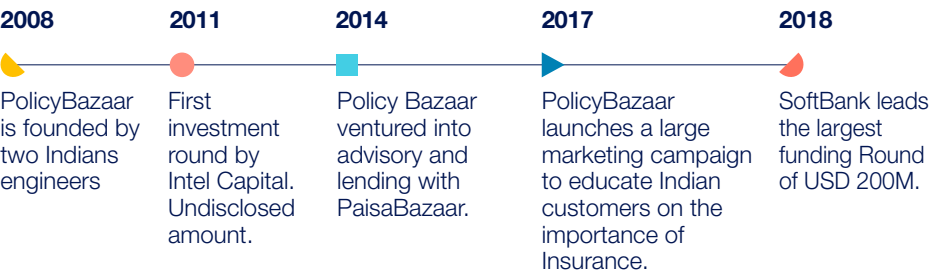 2008
PolicyBazaar
is founded by
two Indians
engineers
2011
First
investment
round by
Intel Capital.
Undisclosed
amount.
2014
Policy Bazaar
ventured into
advisory and
lending with
PaisaBazaar.
2017
PolicyBazaar
launches a large
marketing campaign
to educate Indian
customers on the
importance of
Insurance.
2018
SoftBank leads
the largest
funding Round
of USD 200M.